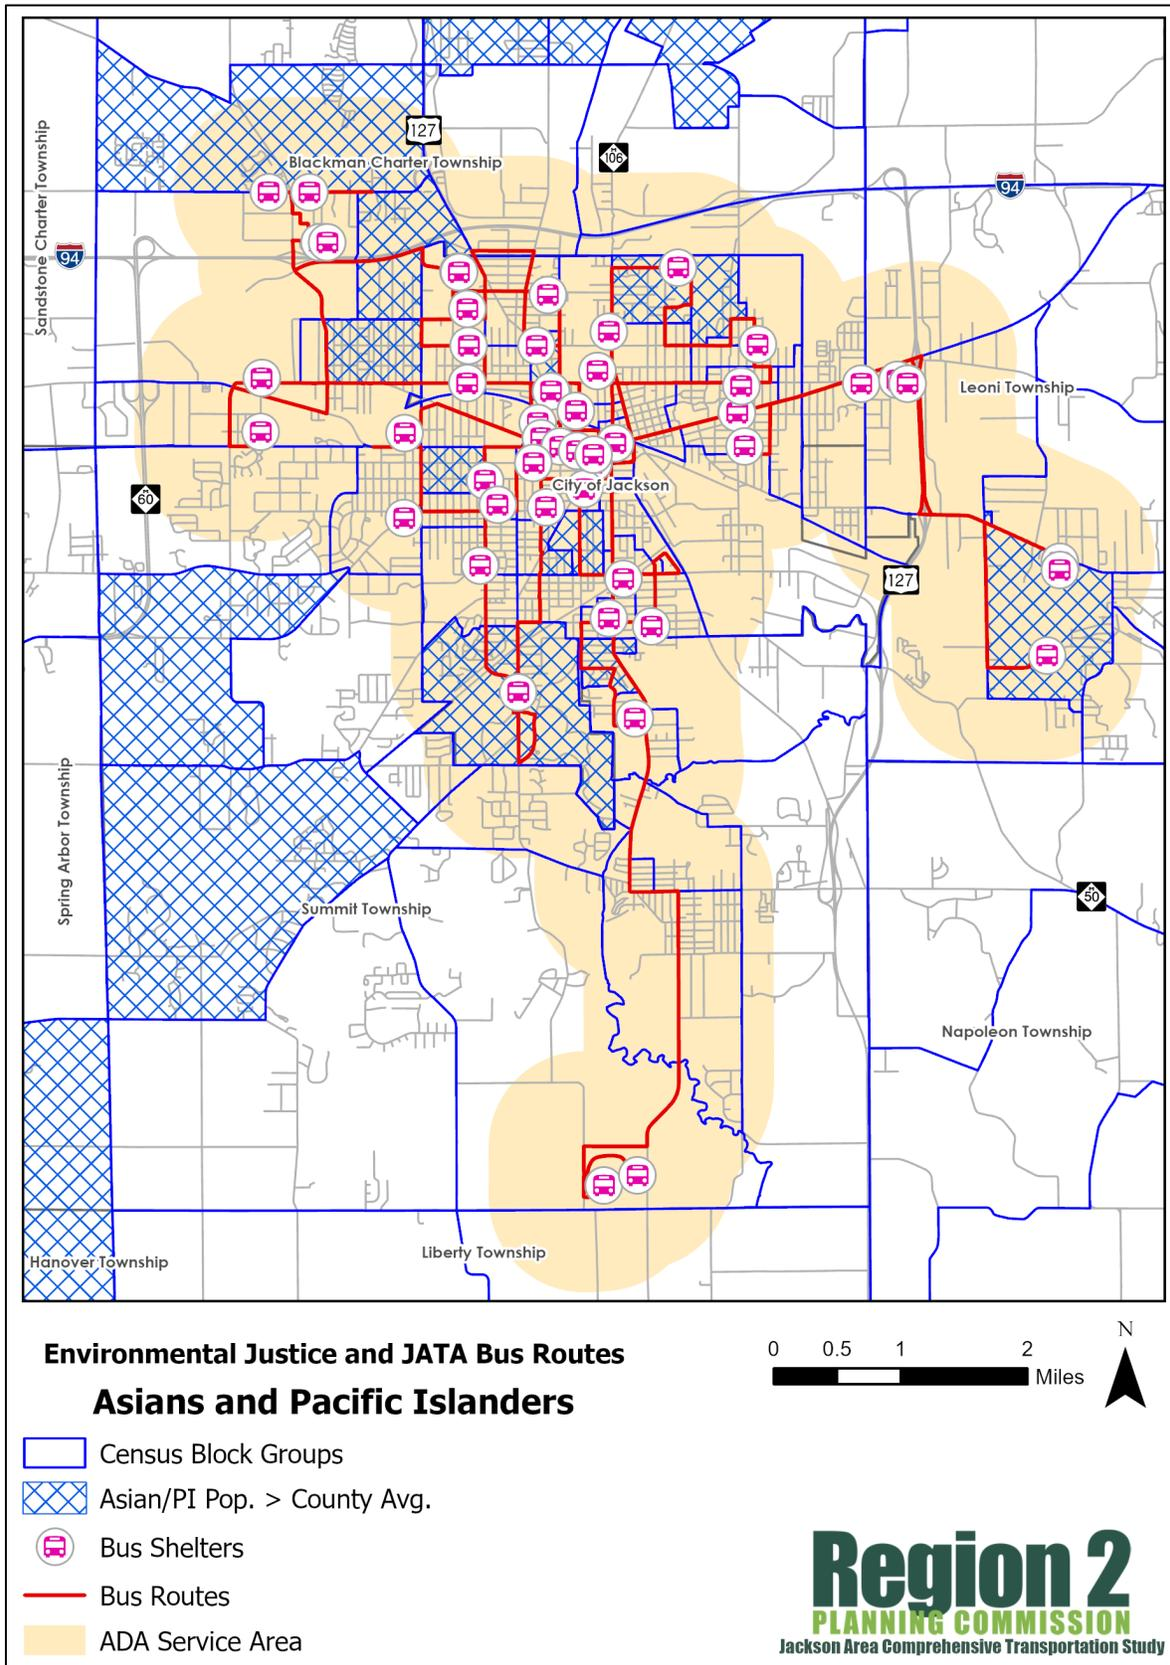 127
106
Blackman Charter Township
94
Sandstone Charter Township
94
Leoni Township
60
City of Jackson
127
Spring Arbor Township
Summit Township
50
Napoleon Township
Hanover Township
Liberty Township
Environmental Justice and JATA Bus Routes
Asians and Pacific Islanders
0 0.5 1 2
Miles
N
Census Block Groups
Asian/PI Pop. > County Avg.
Bus Shelters
Bus Routes
ADA Service Area
Region 2
PLANNING COMMISSION
Jackson Area Comprehensive Transportation Study